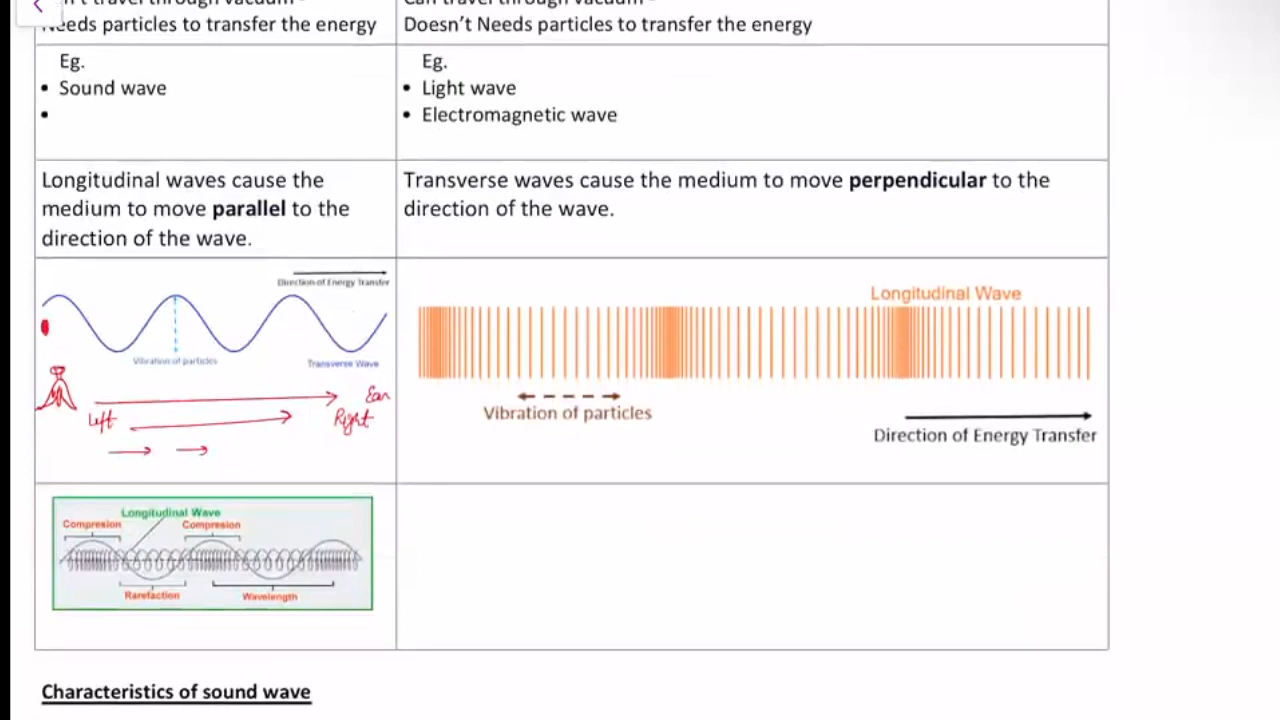 Needs particles to transfer the energy
Doesn't Needs particles to transfer the energy
Eg.
• Sound wave
•
Eg.
• Light wave
• Electromagnetic wave
Longitudinal waves cause the
medium to move parallel to the
direction of the wave.
Transverse waves cause the medium to move perpendicular to the
direction of the wave.
Direction of Energy Transfer
Vibration of particles
Transverse Wave
Ear
Left
Right
Longitudinal Wave
Vibration of particles
Direction of Energy Transfer
Longitudinal Wave
Compresion
Compresion
Rarefaction
Wavelength
Characteristics of sound wave